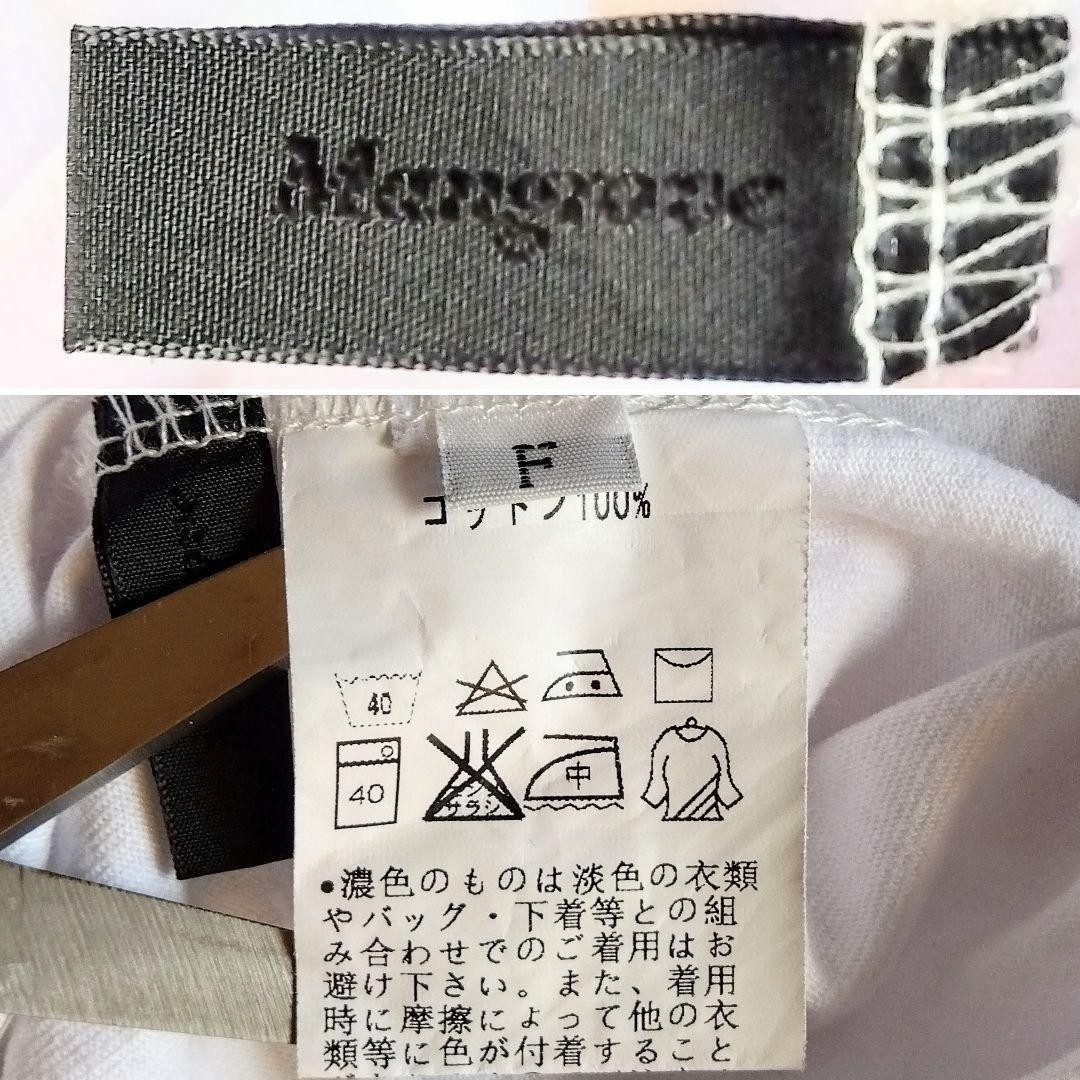 Mangrove
F
コットン100%
40
40
中
エンソ
サラシ
•濃色のものは淡色の衣類
やバッグ・下着等との組
み合わせでのご着用はお
避け下さい。また、着用
時に摩擦によって他の衣
類等に色が付着すること